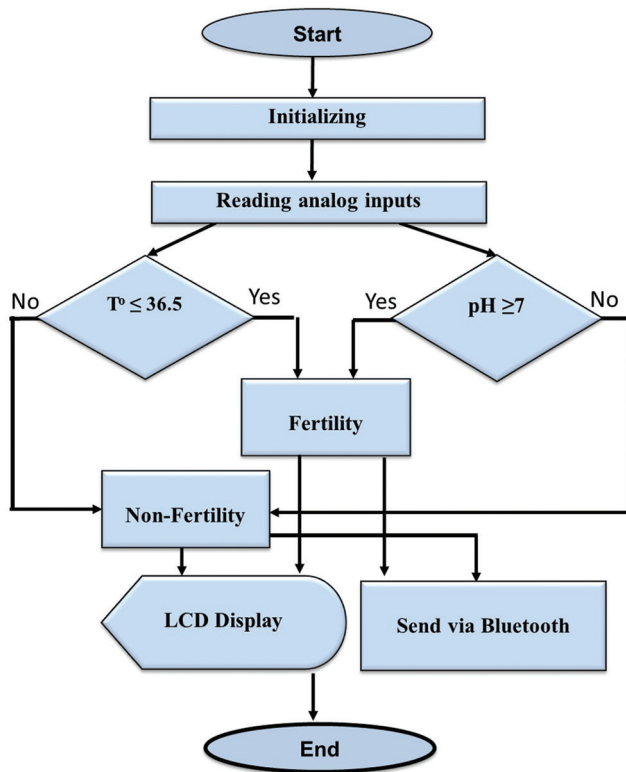 Start
Initializing
Reading analog inputs
No
Tº ≤ 36.5
Yes
Yes
pH ≥7
No
Fertility
Non-Fertility
LCD Display
Send via Bluetooth
End